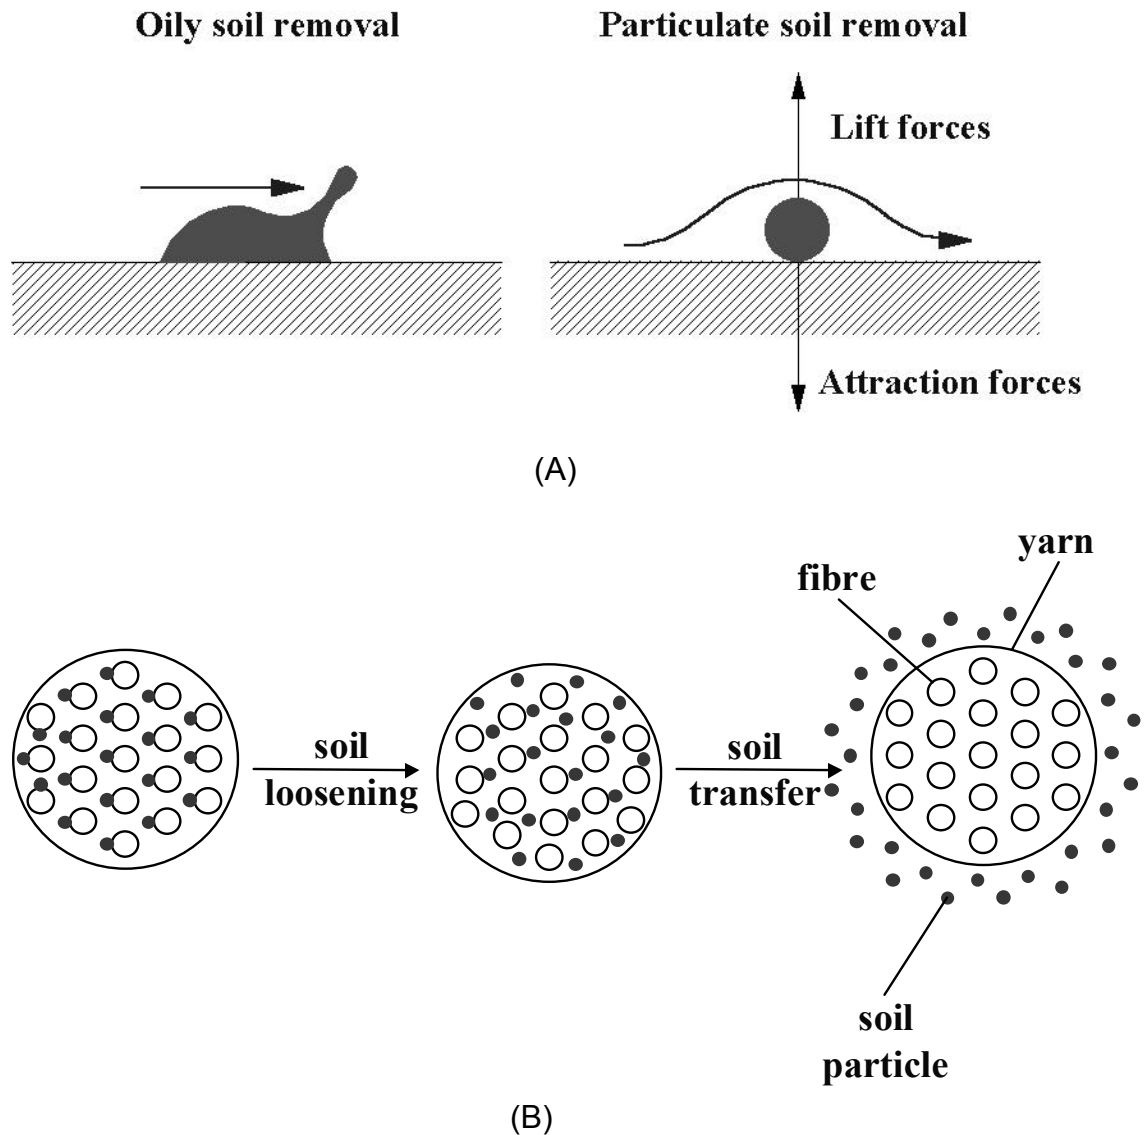 Oily soil removal
Particulate soil removal
Lift forces
Attraction forces
(A)
yarn
fibre
soil
loosening
soil
transfer
soil
particle
(B)